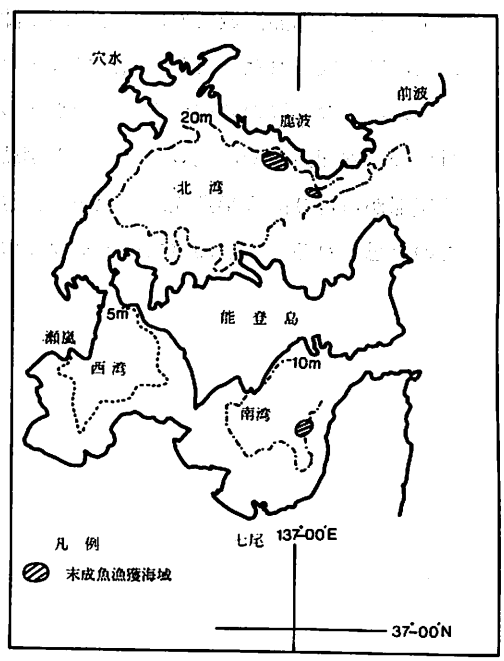 穴水
前波
20m
鹿波
北湾
5m
能登島
瀬嵐
西湾
10m
南湾
七尾
137°-00'E
凡例
末成魚漁獲海域
37°-00'N